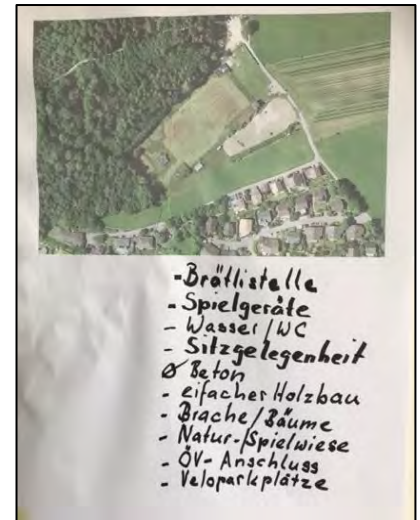 - Brätlistelle
- Spielgeräte
- Wasser/WC
- Sitzgelegenheit
Ø Beton
- eifacher Holzbau
- Brache/Bäume
- Natur-/Spielwiese
- ÖV-Anschluss
- Veloparkplätze